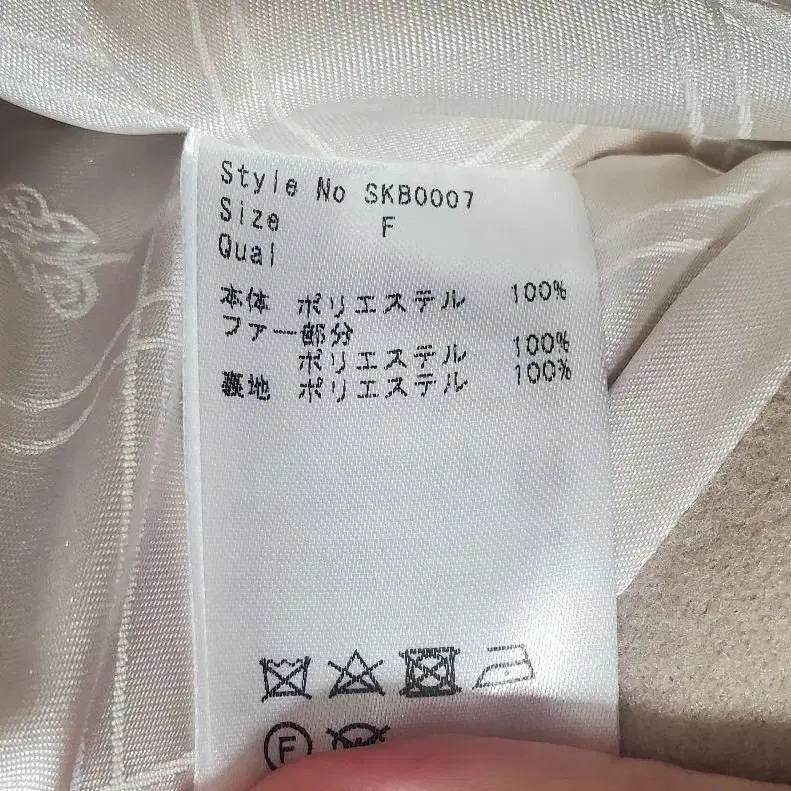 Style No SKB0007
Size F
Qual
本体 ポリエステル 100%
ファー部分
ポリエステル 100%
裏地 ポリエステル 100%
F